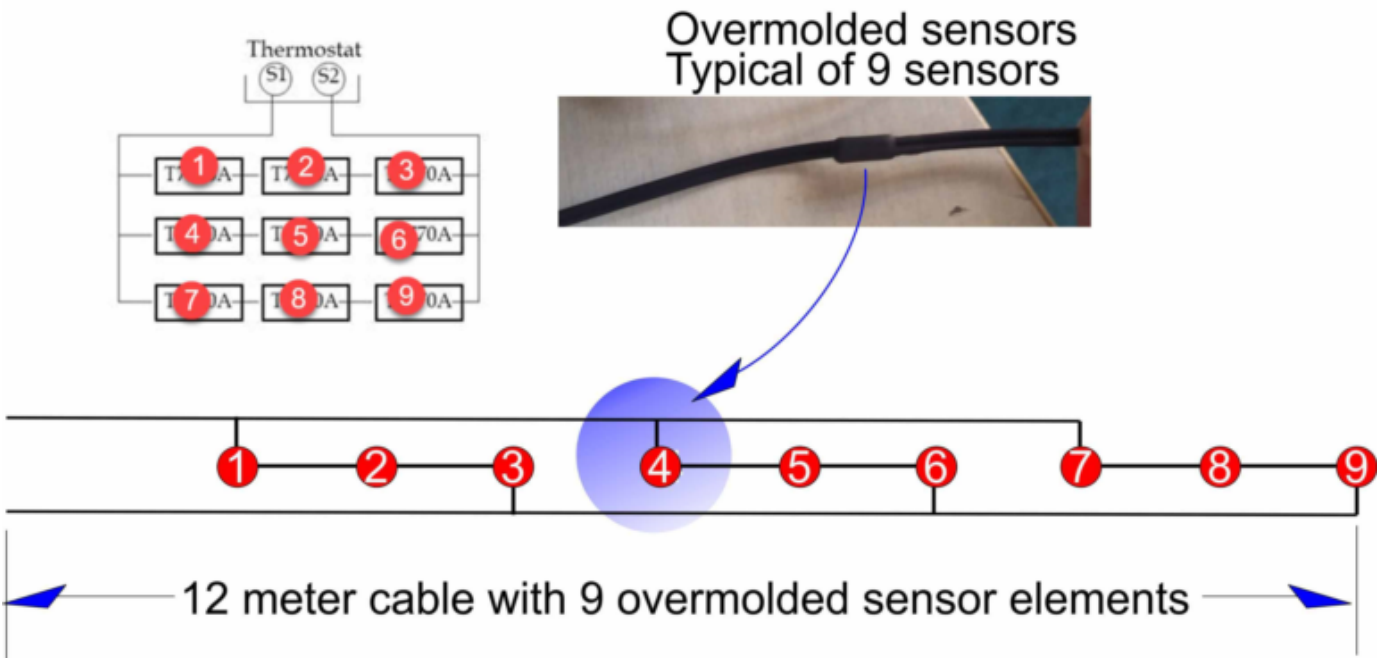 Thermostat
S1 S2
Overmolded sensors
Typical of 9 sensors
1 2 3
4 5 6
7 8 9
1 2 3 4 5 6 7 8 9
12 meter cable with 9 overmolded sensor elements